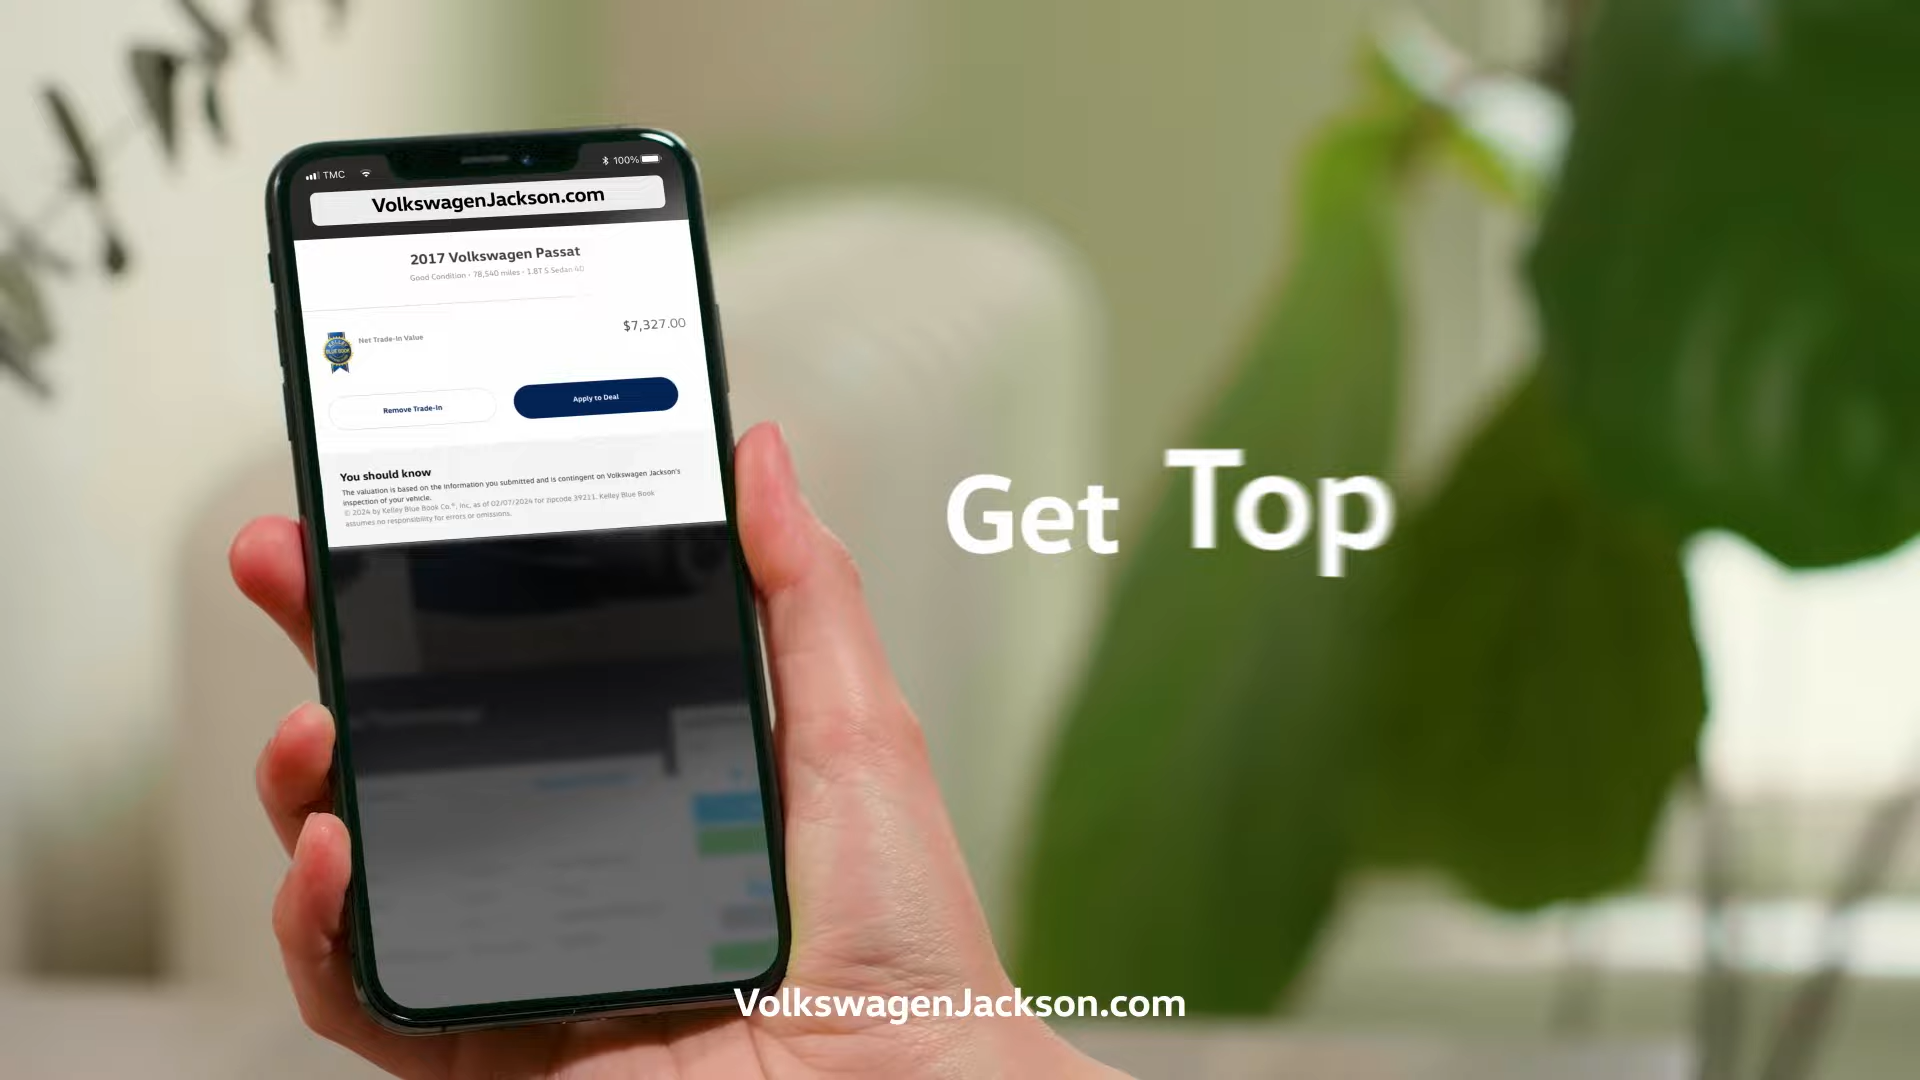 TMC
100%
VolkswagenJackson.com
2017 Volkswagen Passat
Good Condition • 78,540 miles • 1.8T S Sedan 4D
$7,327.00
Net Trade-In Value
KELLEY
BLUE BOOK
Remove Trade-In
Apply to Deal
You should know
The valuation is based on the information you submitted and is contingent on Volkswagen Jackson's
inspection of your vehicle.
© 2024 by Kelley Blue Book Co.®, Inc, as of 02/07/2024 for zipcode 39211. Kelley Blue Book
assumes no responsibility for errors or omissions.
Get Top
VolkswagenJackson.com